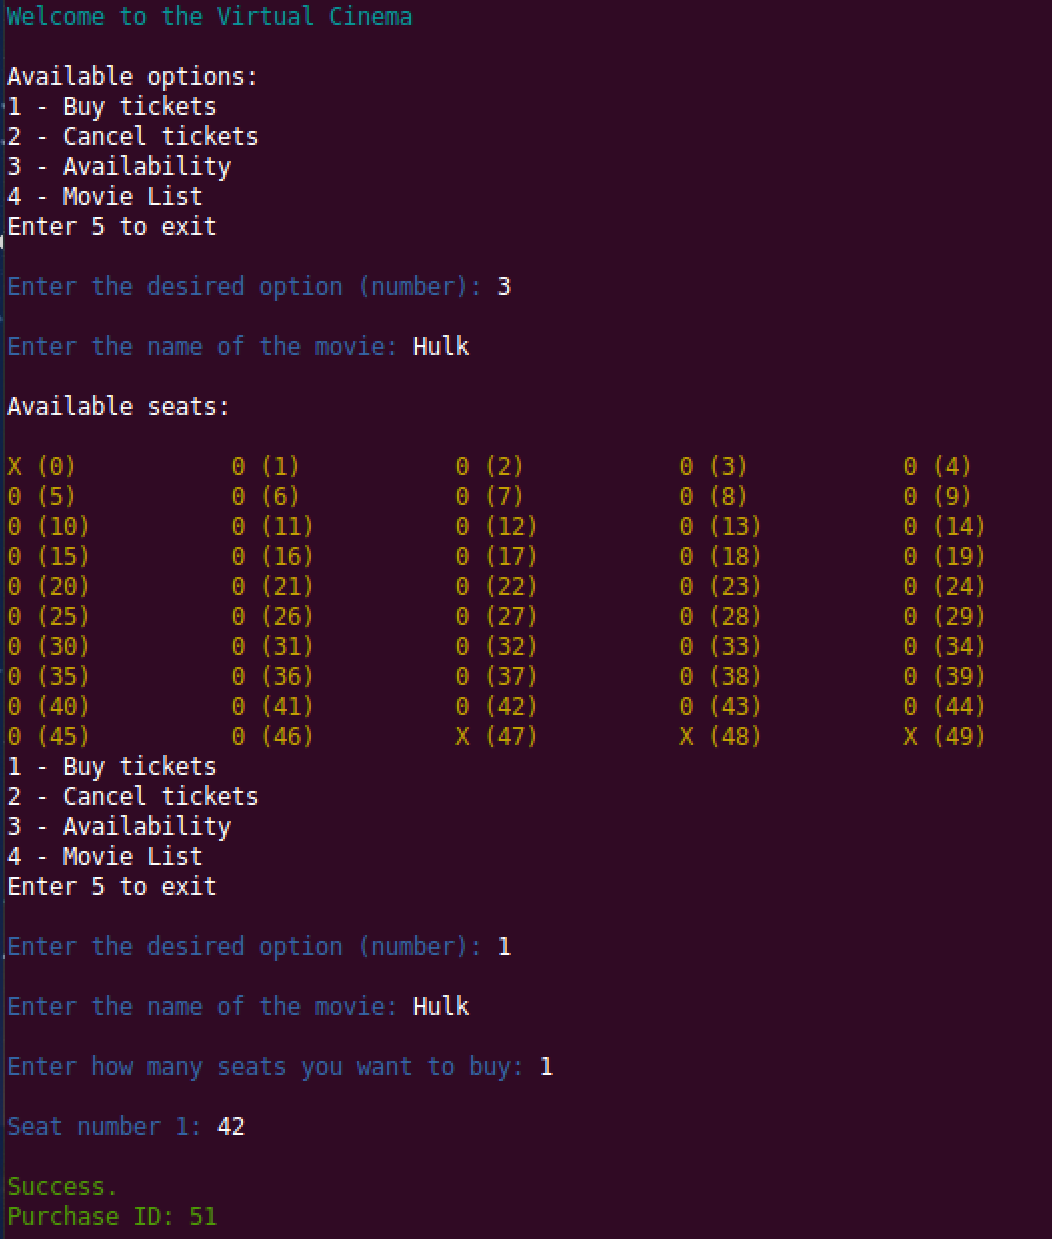 Welcome to the Virtual Cinema
Available options:
1 - Buy tickets
2 - Cancel tickets
3 - Availability
4 - Movie List
Enter 5 to exit
Enter the desired option (number): 3
Enter the name of the movie: Hulk
Available seats:
X (0) 0 (1) 0 (2) 0 (3) 0 (4)
0 (5) 0 (6) 0 (7) 0 (8) 0 (9)
0 (10) 0 (11) 0 (12) 0 (13) 0 (14)
0 (15) 0 (16) 0 (17) 0 (18) 0 (19)
0 (20) 0 (21) 0 (22) 0 (23) 0 (24)
0 (25) 0 (26) 0 (27) 0 (28) 0 (29)
0 (30) 0 (31) 0 (32) 0 (33) 0 (34)
0 (35) 0 (36) 0 (37) 0 (38) 0 (39)
0 (40) 0 (41) 0 (42) 0 (43) 0 (44)
0 (45) 0 (46) X (47) X (48) X (49)
1 - Buy tickets
2 - Cancel tickets
3 - Availability
4 - Movie List
Enter 5 to exit
Enter the desired option (number): 1
Enter the name of the movie: Hulk
Enter how many seats you want to buy: 1
Seat number 1: 42
Success.
Purchase ID: 51